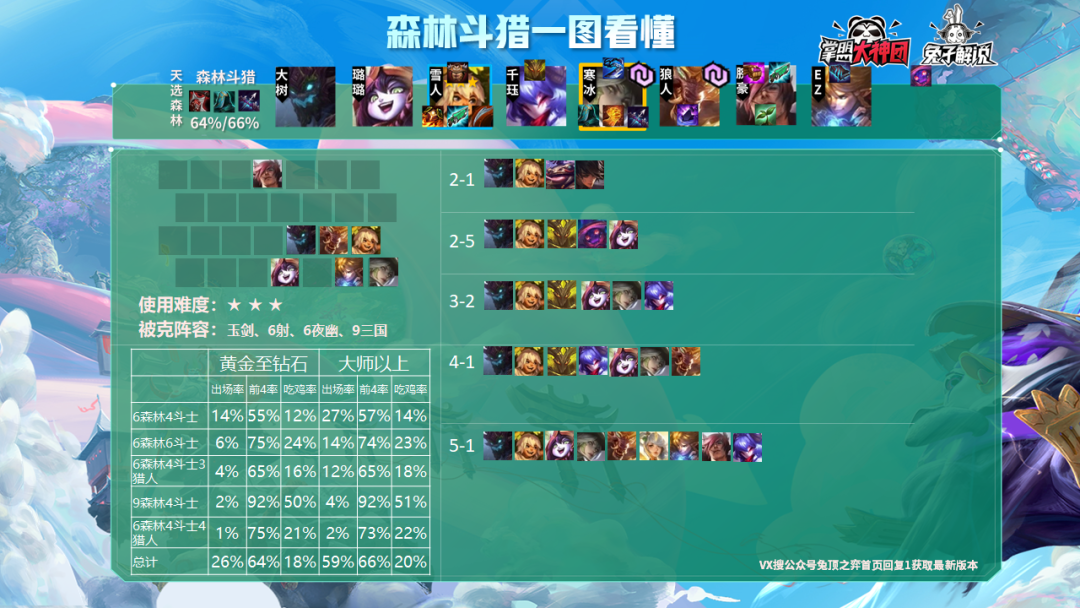 森林斗猎一图看懂
掌盟大神团
兔子解说
天选森林
森林斗猎
64%/66%
大树
璐璐
雪人
千珏
寒冰
狼人
EZ
2-1
2-5
3-2
4-1
5-1
使用难度：★ ★ ★
被克阵容：玉剑、6射、6夜幽、9三国
黄金至钻石 大师以上
出场率 前4率 吃鸡率 出场率 前4率 吃鸡率
6森林4斗士 14% 55% 12% 27% 57% 14%
6森林6斗士 6% 75% 24% 14% 74% 23%
6森林4斗士3
猎人 4% 65% 16% 12% 65% 18%
9森林4斗士 2% 92% 50% 4% 92% 51%
6森林4斗士4
猎人 1% 75% 21% 2% 73% 22%
总计 26% 64% 18% 59% 66% 20%
VX搜公众号兔顶之弈首页回复1获取最新版本